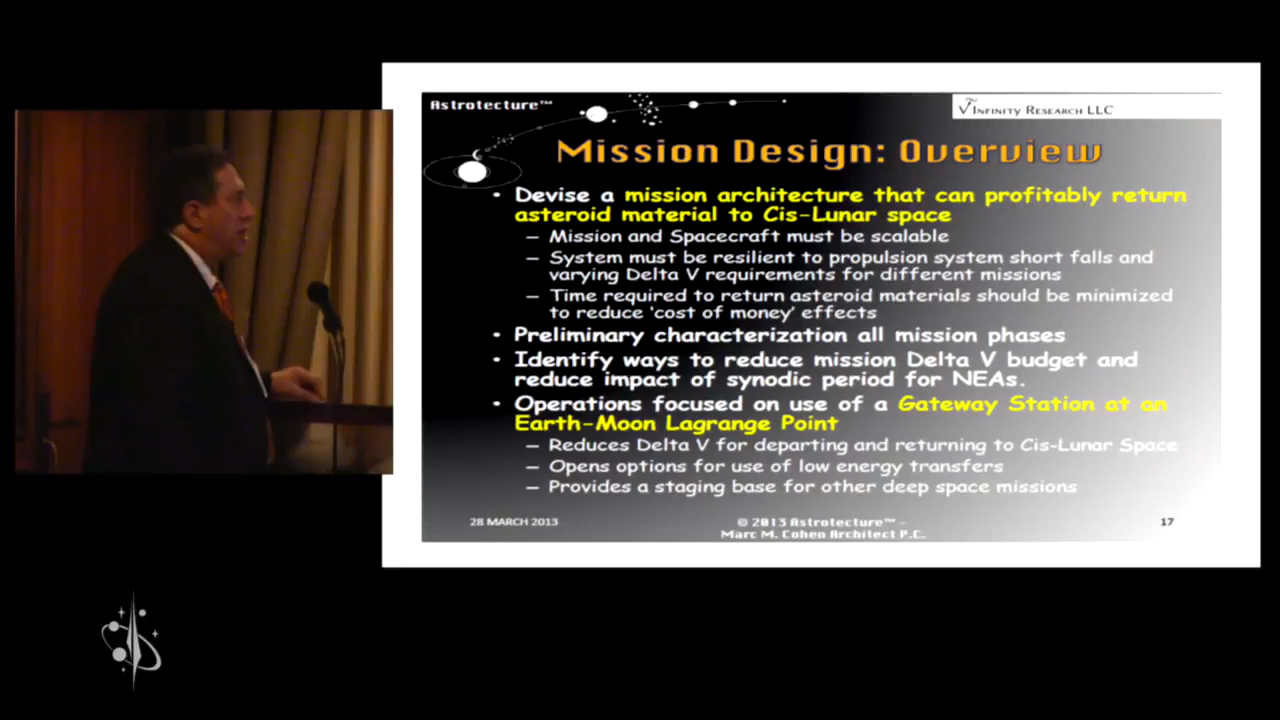 Astrotecture™
INFINITY RESEARCH LLC
Mission Design: Overview
• Devise a mission architecture that can profitably return
asteroid material to Cis-Lunar space
– Mission and Spacecraft must be scalable
– System must be resilient to propulsion system short falls and
varying Delta V requirements for different missions
– Time required to return asteroid materials should be minimized
to reduce 'cost of money' effects
• Preliminary characterization all mission phases
• Identify ways to reduce mission Delta V budget and
reduce impact of synodic period for NEAs.
• Operations focused on use of a Gateway Station at an
Earth-Moon Lagrange Point
– Reduces Delta V for departing and returning to Cis-Lunar Space
– Opens options for use of low energy transfers
– Provides a staging base for other deep space missions
28 MARCH 2013
© 2013 Astrotecture™ –
Marc M. Cohen Architect P.C.
17